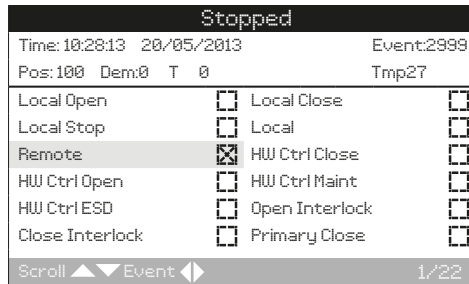 Stopped
Time: 10:28:13 20/05/2013 Event:2999
Pos:100 Dem:0 T 0 Tmp27
Local Open Local Close
Local Stop Local
Remote HW Ctrl Close
HW Ctrl Open HW Ctrl Maint
HW Ctrl ESD Open Interlock
Close Interlock Primary Close
Scroll Event 1/22